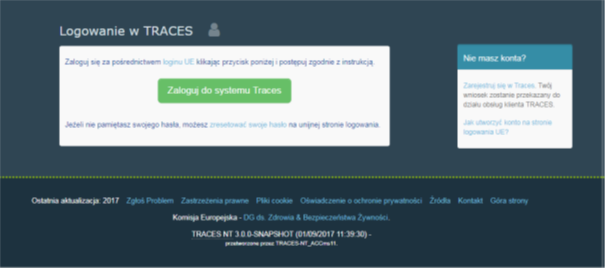 Logowanie w TRACES
Zaloguj się za pośrednictwem loginu UE klikając przycisk poniżej i postępuj zgodnie z instrukcją.
Zaloguj do systemu Traces
Jeżeli nie pamiętasz swojego hasła, możesz zresetować swoje hasło na unijnej stronie logowania.
Nie masz konta?
Zarejestruj się w Traces. Twój
wniosek zostanie przekazany do
działu obsług klienta TRACES.
Jak utworzyć konto na stronie
logowania UE?
Ostatnia aktualizacja: 2017 Zgłoś Problem Zastrzeżenia prawne Pliki cookie Oświadczenie o ochronie prywatności Źródła Kontakt Góra strony
Komisja Europejska - DG ds. Zdrowia & Bezpieczeństwa Żywności.
TRACES NT 3.0.0-SNAPSHOT (01/09/2017 11:39:30) -
przetworzone przez TRACES-NT_ACCms11.